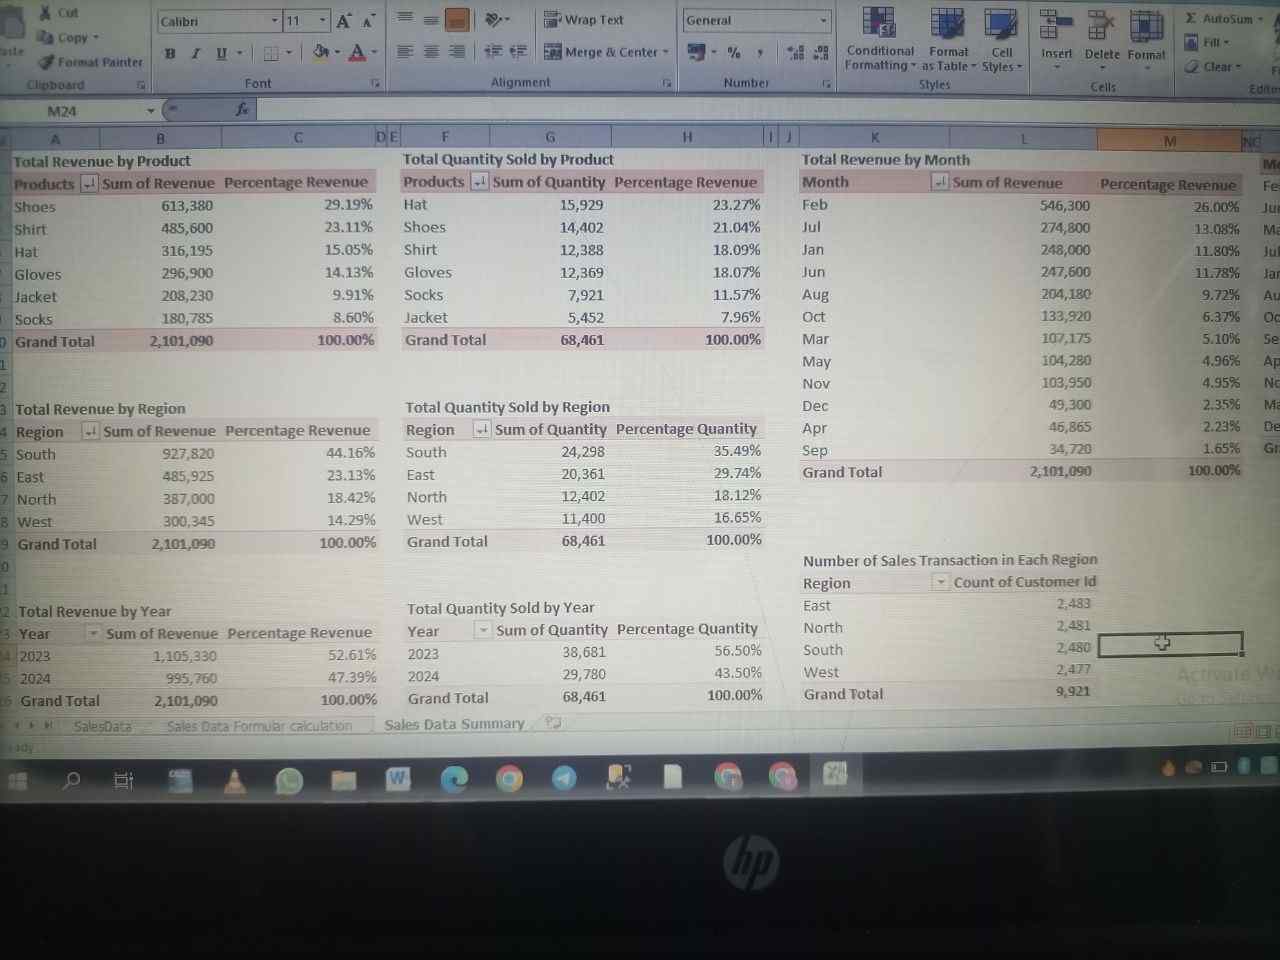 Cut
Copy
Format Painter
Clipboard
Calibri 11
B I U
Font
Wrap Text
Merge & Center
Alignment
General
%
Number
Conditional Formatting
Format as Table
Cell Styles
Styles
Insert Delete Format
Cells
Σ AutoSum
Fill
Clear
M24
fx
A B C D E F G H I J K L M
Total Revenue by Product
Products Sum of Revenue Percentage Revenue
Shoes 613,380 29.19%
Shirt 485,600 23.11%
Hat 316,195 15.05%
Gloves 296,900 14.13%
Jacket 208,230 9.91%
Socks 180,785 8.60%
Grand Total 2,101,090 100.00%
Total Quantity Sold by Product
Products Sum of Quantity Percentage Revenue
Hat 15,929 23.27%
Shoes 14,402 21.04%
Shirt 12,388 18.09%
Gloves 12,369 18.07%
Socks 7,921 11.57%
Jacket 5,452 7.96%
Grand Total 68,461 100.00%
Total Revenue by Month
Month Sum of Revenue Percentage Revenue
Feb 546,300 26.00%
Jul 274,800 13.08%
Jan 248,000 11.80%
Jun 247,600 11.78%
Aug 204,180 9.72%
Oct 133,920 6.37%
Mar 107,175 5.10%
May 104,280 4.96%
Nov 103,950 4.95%
Dec 49,300 2.35%
Apr 46,865 2.23%
Sep 34,720 1.65%
Grand Total 2,101,090 100.00%
Total Revenue by Region
Region Sum of Revenue Percentage Revenue
South 927,820 44.16%
East 485,925 23.13%
North 387,000 18.42%
West 300,345 14.29%
Grand Total 2,101,090 100.00%
Total Quantity Sold by Region
Region Sum of Quantity Percentage Quantity
South 24,298 35.49%
East 20,361 29.74%
North 12,402 18.12%
West 11,400 16.65%
Grand Total 68,461 100.00%
Number of Sales Transaction in Each Region
Region Count of Customer Id
East 2,483
North 2,481
South 2,480
West 2,477
Grand Total 9,921
Total Revenue by Year
Year Sum of Revenue Percentage Revenue
2023 1,105,330 52.61%
2024 995,760 47.39%
Grand Total 2,101,090 100.00%
Total Quantity Sold by Year
Year Sum of Quantity Percentage Quantity
2023 38,681 56.50%
2024 29,780 43.50%
Grand Total 68,461 100.00%
Activate
SalesData Sales Data Formular calculation Sales Data Summary
hp